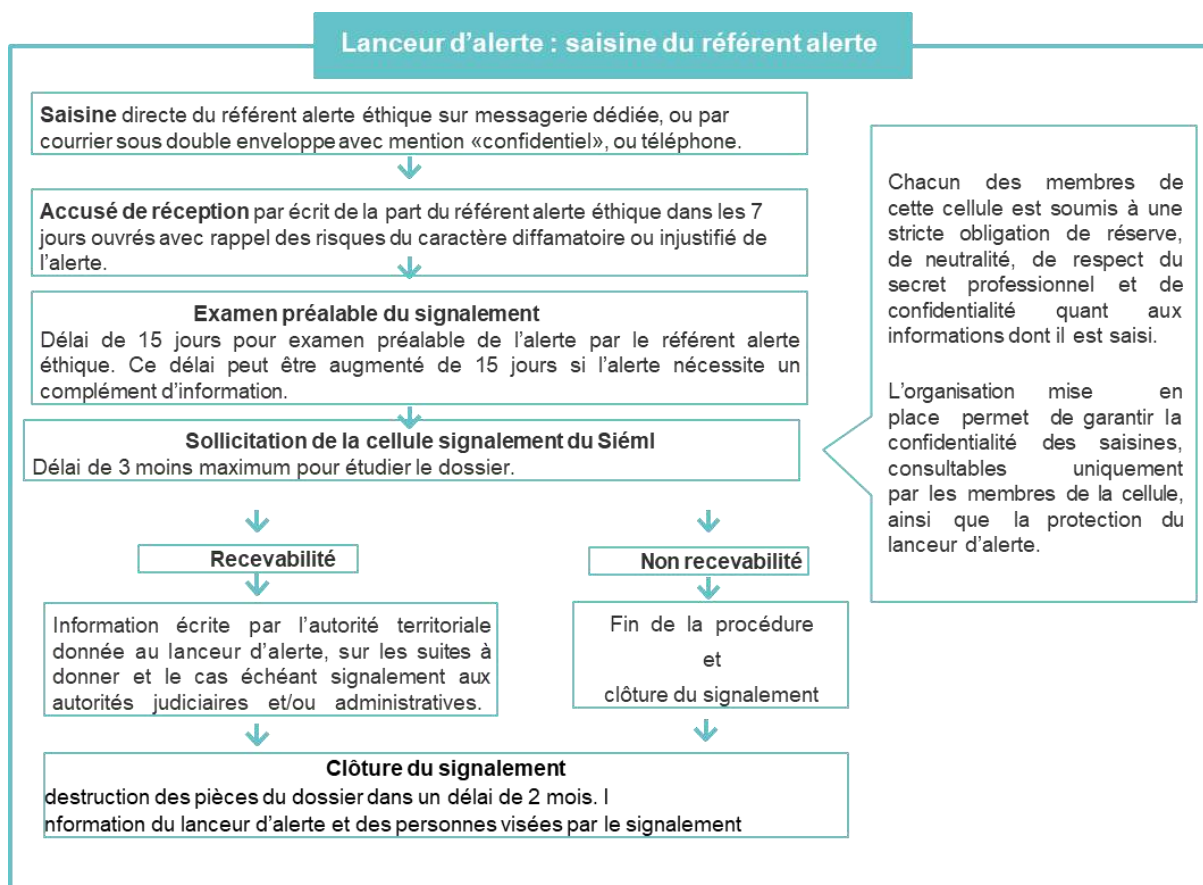 Lanceur d’alerte : saisine du référent alerte
Saisine directe du référent alerte éthique sur messagerie dédiée, ou par
courrier sous double enveloppe avec mention «confidentiel», ou téléphone.
Accusé de réception par écrit de la part du référent alerte éthique dans les 7
jours ouvrés avec rappel des risques du caractère diffamatoire ou injustifié de
l’alerte.
Examen préalable du signalement
Délai de 15 jours pour examen préalable de l’alerte par le référent alerte
éthique. Ce délai peut être augmenté de 15 jours si l’alerte nécessite un
complément d’information.
Sollicitation de la cellule signalement du Siéml
Délai de 3 moins maximum pour étudier le dossier.
Chacun des membres de
cette cellule est soumis à une
stricte obligation de réserve,
de neutralité, de respect du
secret professionnel et de
confidentialité quant aux
informations dont il est saisi.
L’organisation mise en
place permet de garantir la
confidentialité des saisines,
consultables uniquement
par les membres de la cellule,
ainsi que la protection du
lanceur d’alerte.
Recevabilité
Information écrite par l’autorité territoriale
donnée au lanceur d’alerte, sur les suites à
donner et le cas échéant signalement aux
autorités judiciaires et/ou administratives.
Non recevabilité
Fin de la procédure
et
clôture du signalement
Clôture du signalement
destruction des pièces du dossier dans un délai de 2 mois. I
nformation du lanceur d’alerte et des personnes visées par le signalement